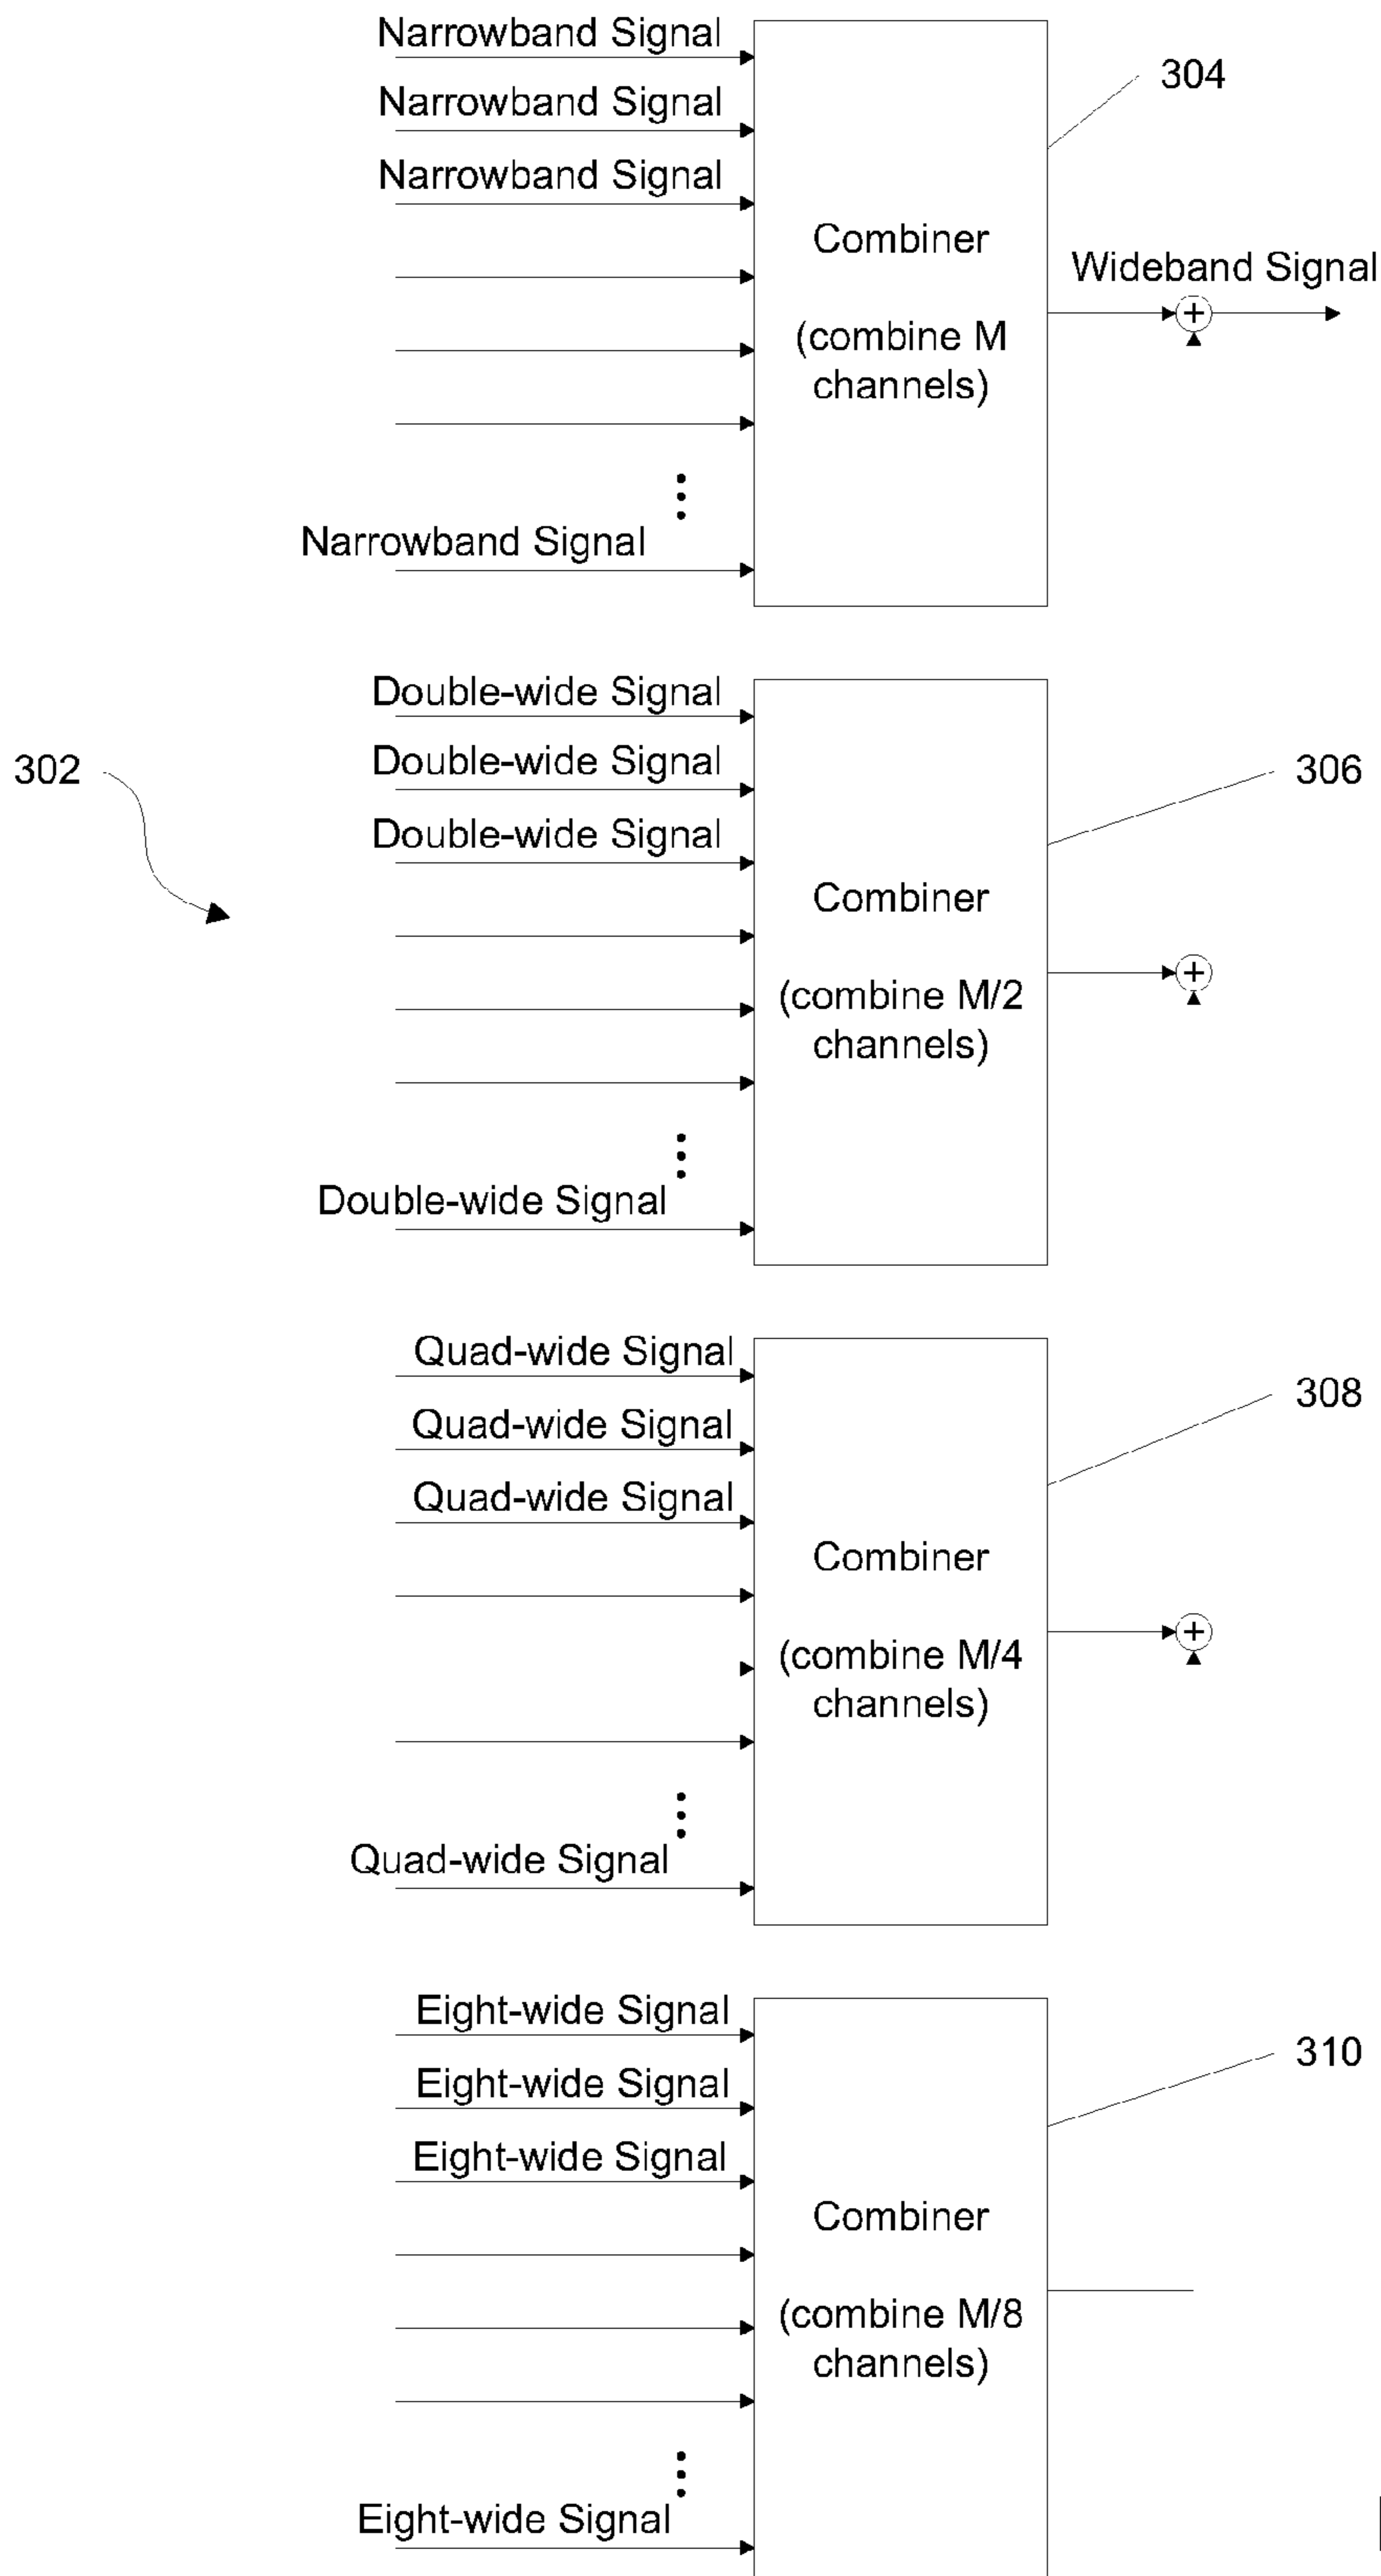 Narrowband Signal
304
Narrowband Signal
Narrowband Signal
Combiner
Wideband Signal
+
(combine M
channels)
Narrowband Signal
Double-wide Signal
302
Double-wide Signal
306
Double-wide Signal
Combiner
+
(combine M/2
channels)
Double-wide Signal
Quad-wide Signal
308
Quad-wide Signal
Quad-wide Signal
Combiner
+
(combine M/4
channels)
Quad-wide Signal
Eight-wide Signal
310
Eight-wide Signal
Eight-wide Signal
Combiner
(combine M/8
channels)
Eight-wide Signal